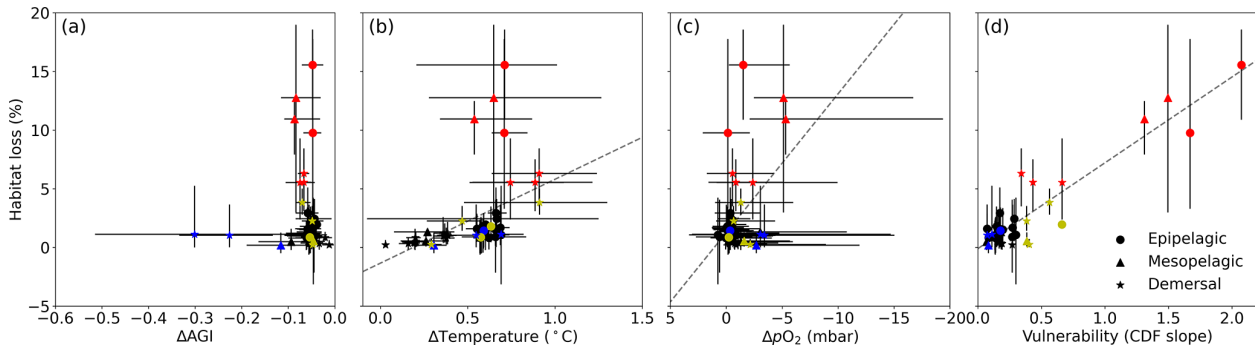 (a) (b) (c) (d)
20
15
10
5
0
−5
Habitat loss (%)
−0.6 −0.5 −0.4 −0.3 −0.2 −0.1 0.0
ΔAGI
0.0 0.5 1.0 1.5
ΔTemperature (°C)
5 0 −5 −10 −15 −20
ΔpO₂ (mbar)
0.0 0.5 1.0 1.5 2.0
Vulnerability (CDF slope)
Epipelagic
Mesopelagic
Demersal